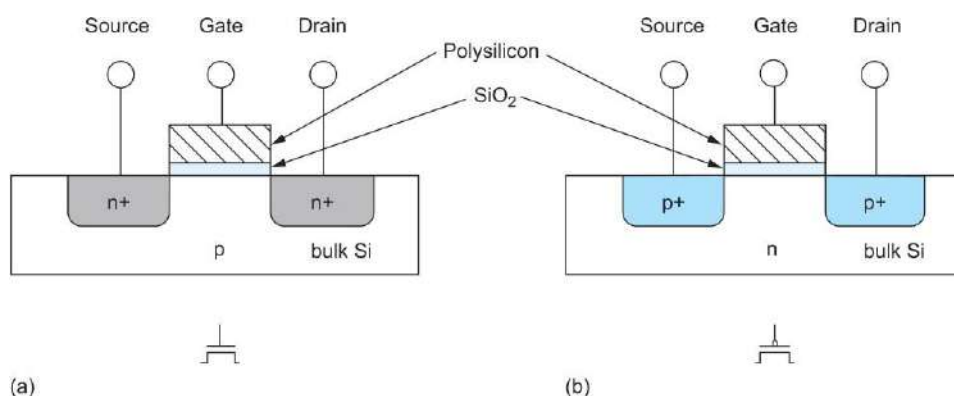 Source Gate Drain
Source Gate Drain
Polysilicon
SiO2
n+ n+
p+ p+
p bulk Si
n bulk Si
(a)
(b)